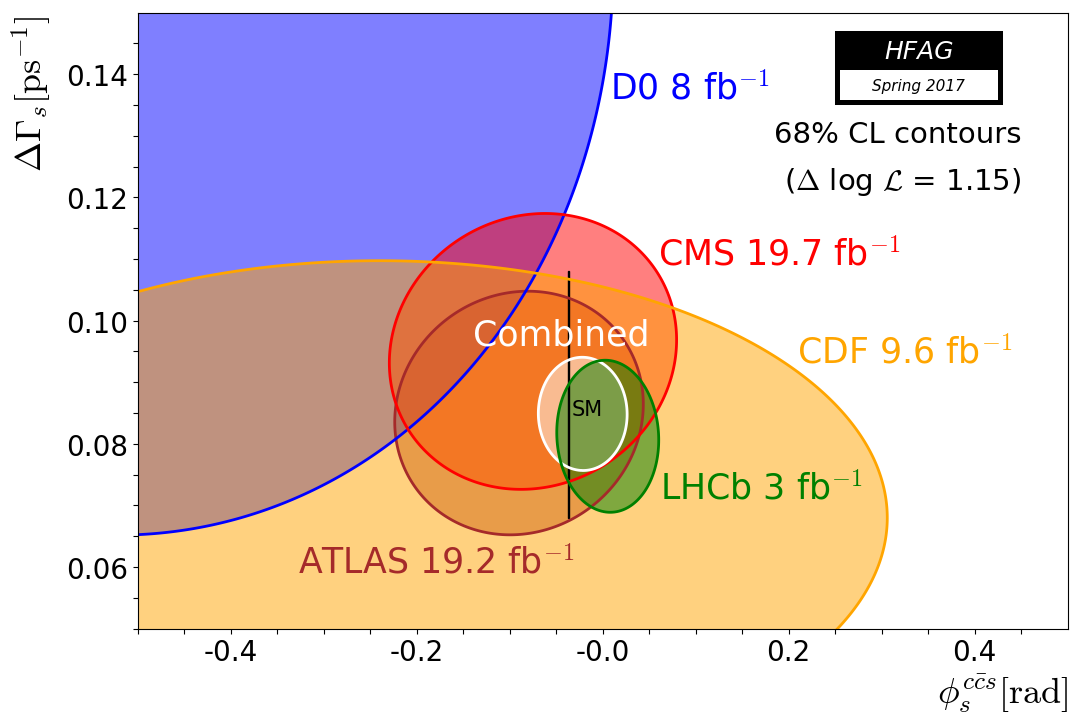 ΔΓₛ [ps⁻¹]
HFAG
Spring 2017
0.14
D0 8 fb⁻¹
68% CL contours
(Δ log ℒ = 1.15)
0.12
CMS 19.7 fb⁻¹
0.10
Combined
CDF 9.6 fb⁻¹
SM
0.08
LHCb 3 fb⁻¹
ATLAS 19.2 fb⁻¹
0.06
-0.4 -0.2 -0.0 0.2 0.4
ϕₛ^{cc̄s} [rad]